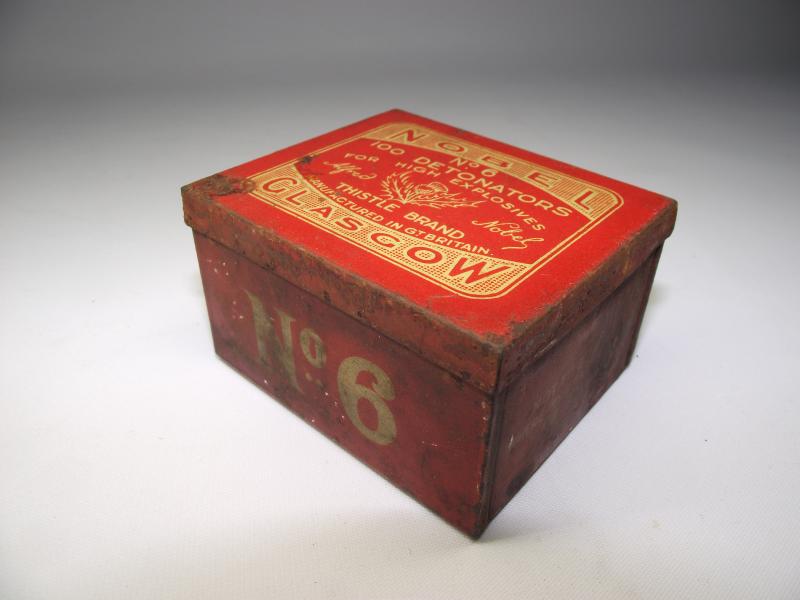 NOBEL
No 6
100 DETONATORS
FOR HIGH EXPLOSIVES
Alfred Nobel
THISTLE BRAND
MANUFACTURED IN GT BRITAIN.
GLASGOW
No 6